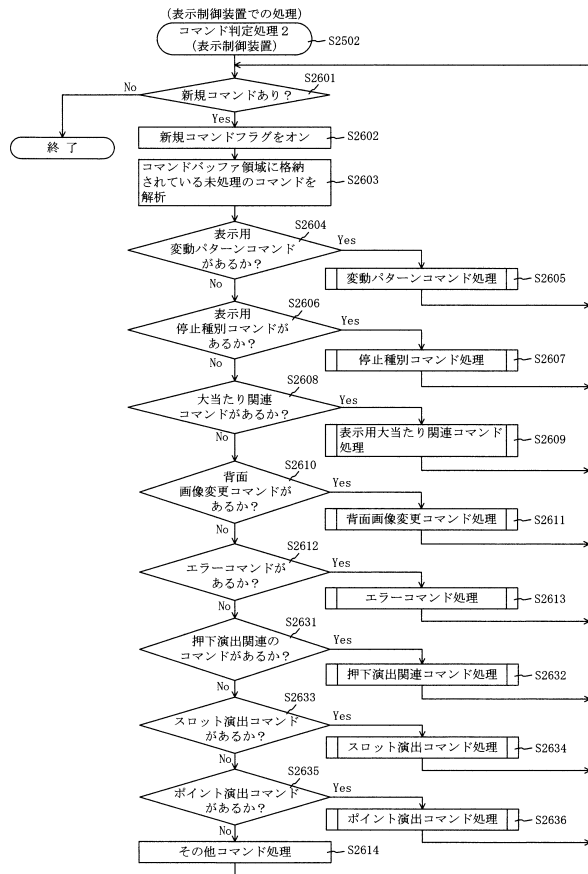 (表示制御装置での処理)
コマンド判定処理2
(表示制御装置)
S2502
S2601
新規コマンドあり?
No
Yes
終 了
新規コマンドフラグをオン
S2602
コマンドバッファ領域に格納
されている未処理のコマンドを
解析
S2603
S2604
表示用
変動パターンコマンド
があるか?
Yes
No
変動パターンコマンド処理
S2605
S2606
表示用
停止種別コマンドが
あるか?
Yes
No
停止種別コマンド処理
S2607
S2608
大当たり関連
コマンドがあるか?
Yes
No
表示用大当たり関連コマンド
処理
S2609
S2610
背面
画像変更コマンドが
あるか?
Yes
No
背面画像変更コマンド処理
S2611
S2612
エラーコマンドが
あるか?
Yes
No
エラーコマンド処理
S2613
S2631
押下演出関連の
コマンドがあるか?
Yes
No
押下演出関連コマンド処理
S2632
S2633
スロット演出コマンド
があるか?
Yes
No
スロット演出コマンド処理
S2634
S2635
ポイント演出コマンド
があるか?
Yes
No
ポイント演出コマンド処理
S2636
その他コマンド処理
S2614